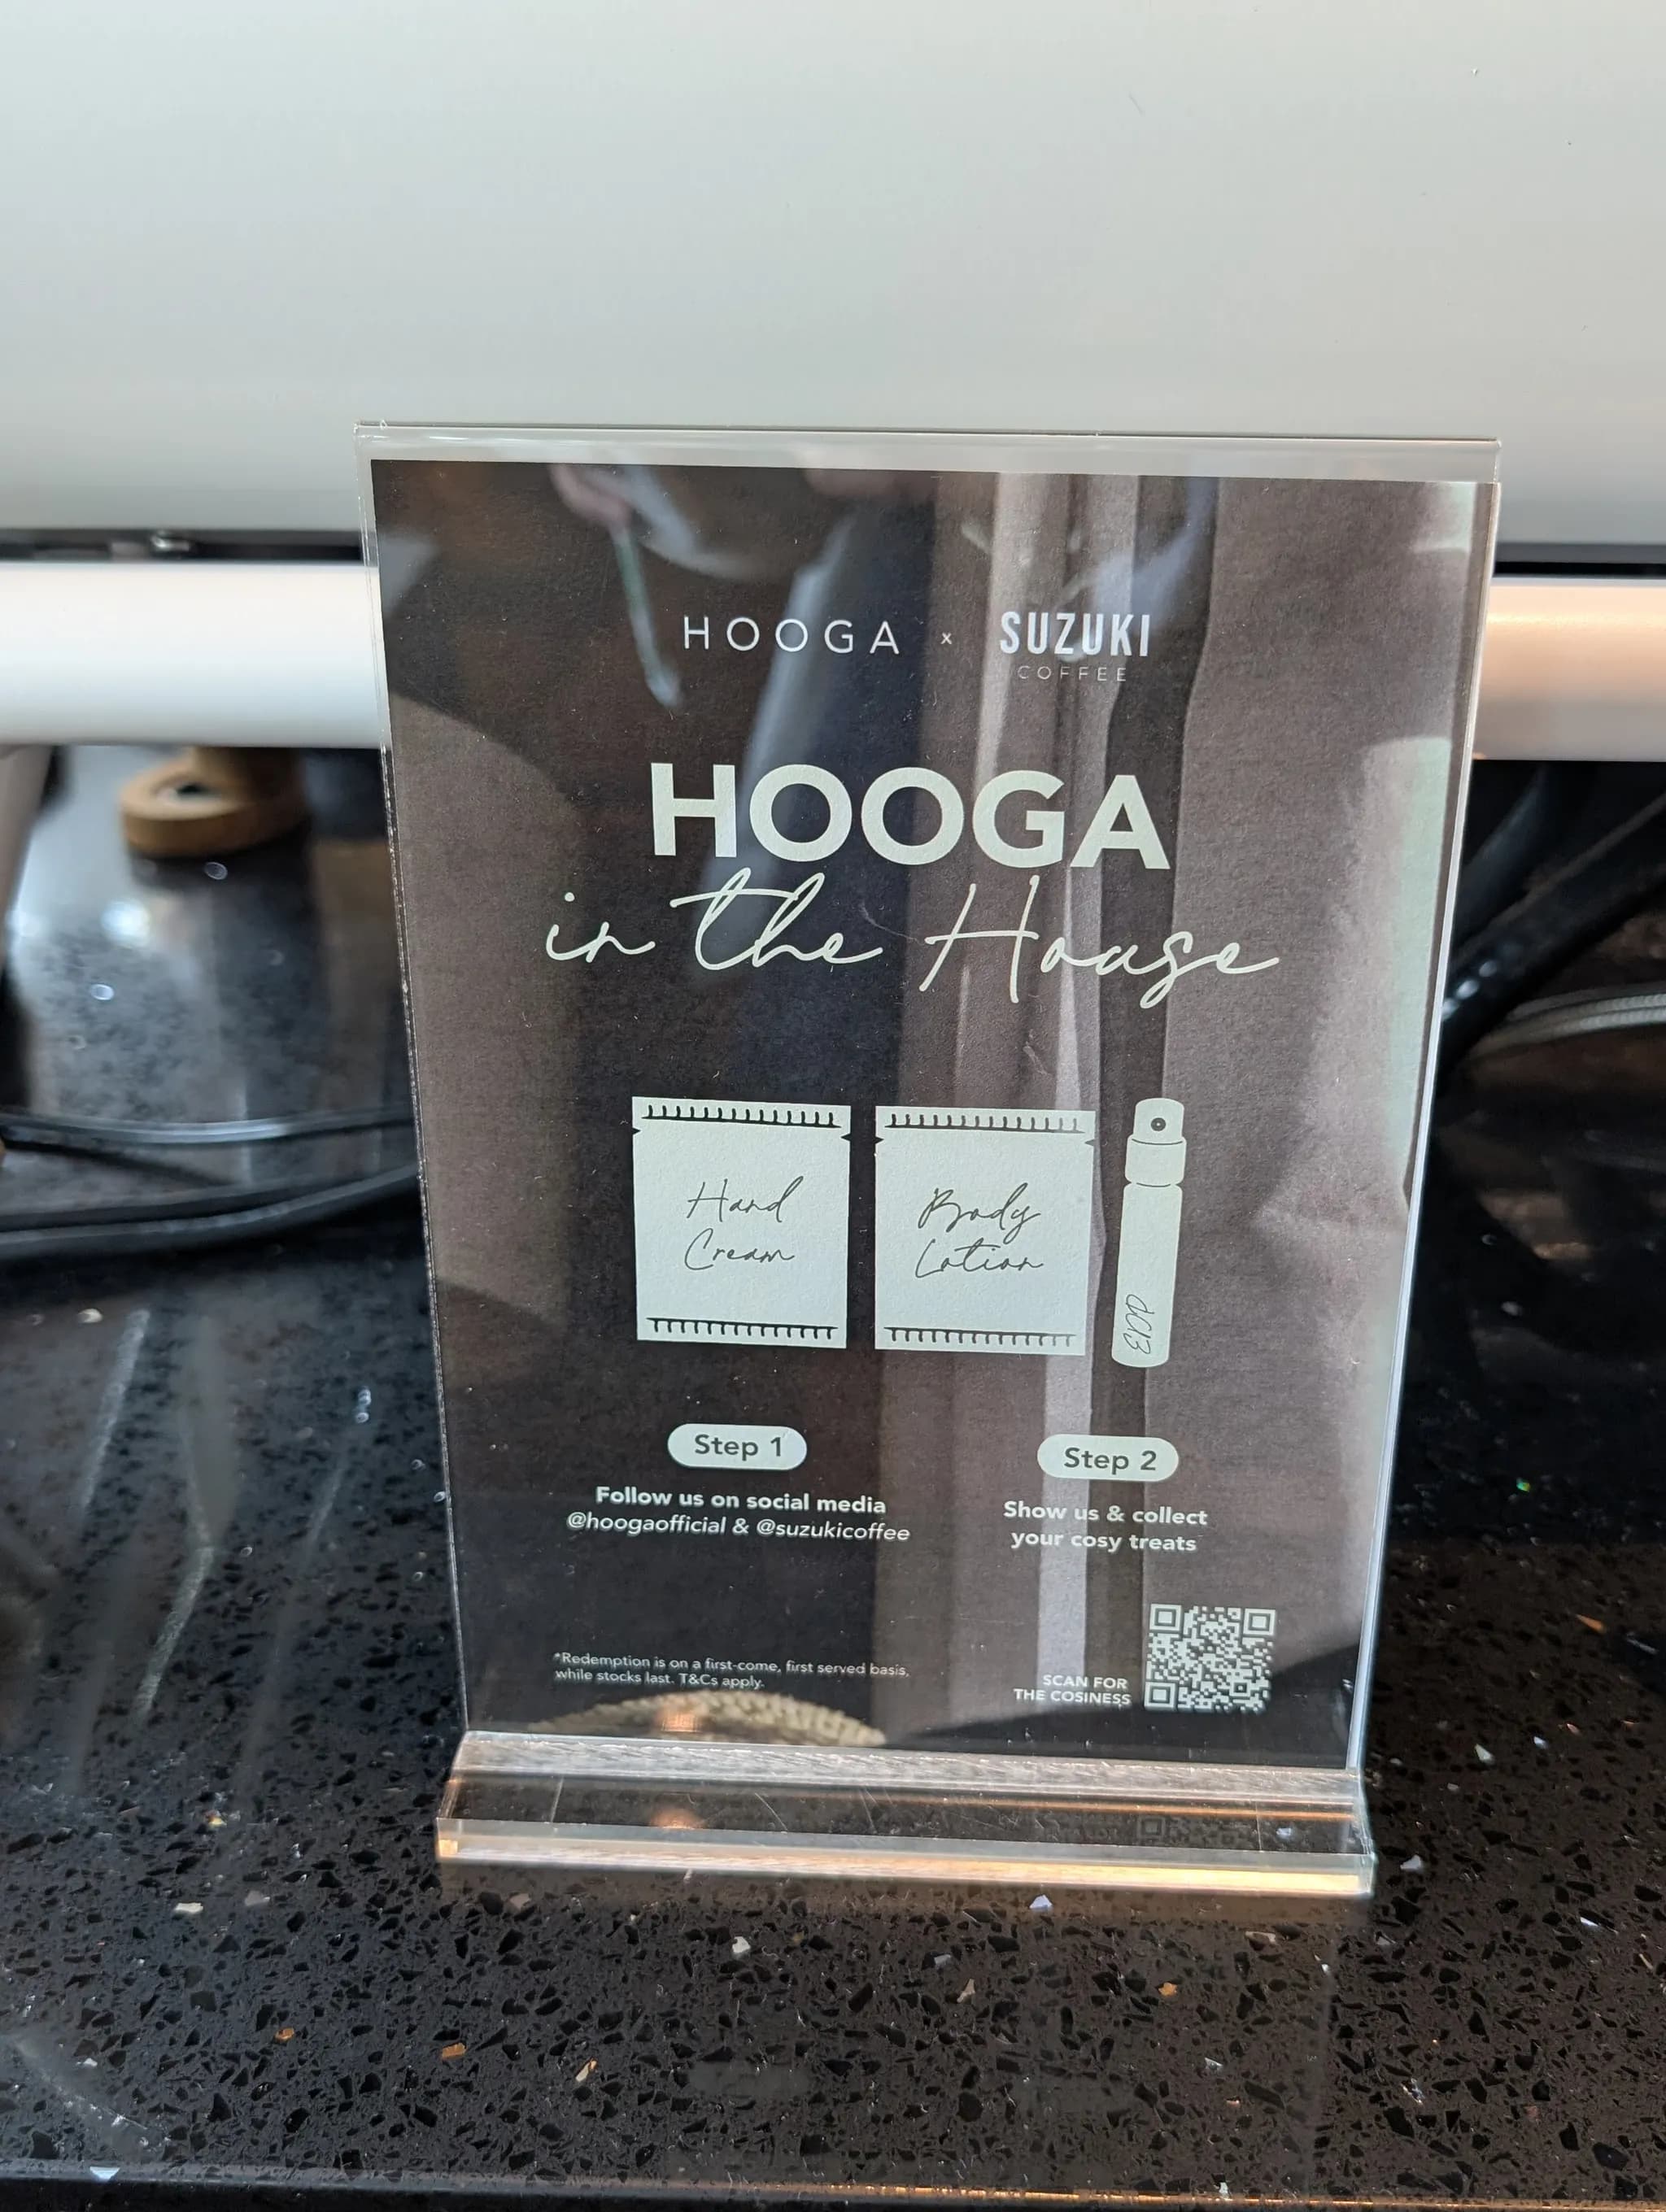 HOOGA x SUZUKI
COFFEE
HOOGA
in the House
Hand
Cream
Body
Lotion
EDP
Step 1
Follow us on social media
@hoogaofficial & @suzukicoffee
Step 2
Show us & collect
your cosy treats
*Redemption is on a first-come, first served basis,
while stocks last. T&Cs apply.
SCAN FOR
THE COSINESS